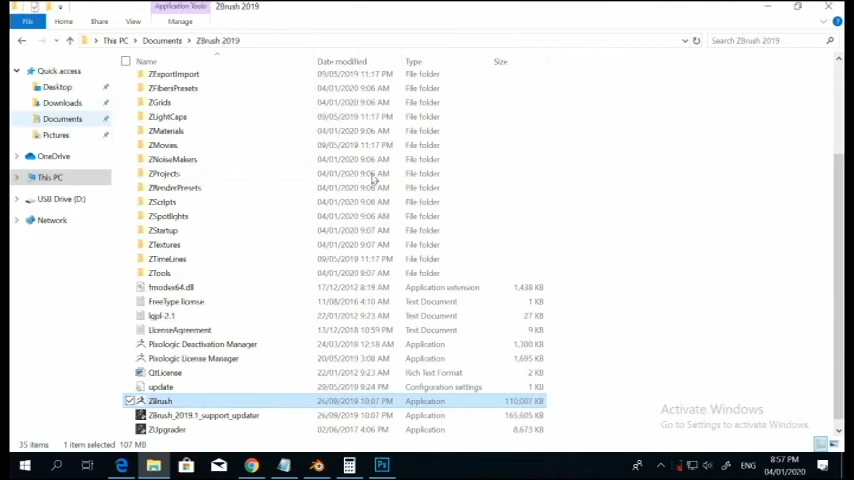 Application Tools
ZBrush 2019
File Home Share View Manage
This PC Documents ZBrush 2019
Search ZBrush 2019
Name Date modified Type Size
Quick access
Desktop
Downloads
Documents
Pictures
OneDrive
This PC
USB Drive (D:)
Network
ZExportImport 09/05/2019 11:17 PM File folder
ZFibersPresets 04/01/2020 9:06 AM File folder
ZGrids 04/01/2020 9:06 AM File folder
ZLightCaps 09/05/2019 11:17 PM File folder
ZMaterials 04/01/2020 9:06 AM File folder
ZMovies 09/05/2019 11:17 PM File folder
ZNoiseMakers 04/01/2020 9:06 AM File folder
ZProjects 04/01/2020 9:06 AM File folder
ZRenderPresets 04/01/2020 9:06 AM File folder
ZScripts 04/01/2020 9:06 AM File folder
ZSpotlights 04/01/2020 9:06 AM File folder
ZStartup 04/01/2020 9:07 AM File folder
ZTextures 04/01/2020 9:07 AM File folder
ZTimeLines 09/05/2019 11:17 PM File folder
ZTools 04/01/2020 9:07 AM File folder
fmodex64.dll 17/12/2012 8:19 AM Application extension 1,438 KB
FreeType license 11/08/2016 4:10 AM Text Document 1 KB
lgpl-2.1 22/01/2012 9:23 AM Text Document 27 KB
LicenseAgreement 13/12/2018 10:59 PM Text Document 9 KB
Pixologic Deactivation Manager 24/03/2018 12:18 AM Application 1,300 KB
Pixologic License Manager 20/05/2019 3:08 AM Application 1,695 KB
QtLicense 22/01/2012 9:23 AM Rich Text Format 2 KB
update 29/05/2019 9:24 PM Configuration settings 1 KB
ZBrush 26/09/2019 10:07 PM Application 110,007 KB
ZBrush_2019.1_support_updater 26/09/2019 10:07 PM Application 165,605 KB
ZUpgrader 02/06/2017 4:06 PM Application 8,673 KB
Activate Windows
Go to Settings to activate Windows.
35 items 1 item selected 107 MB
Ps
ENG
8:57 PM
04/01/2020